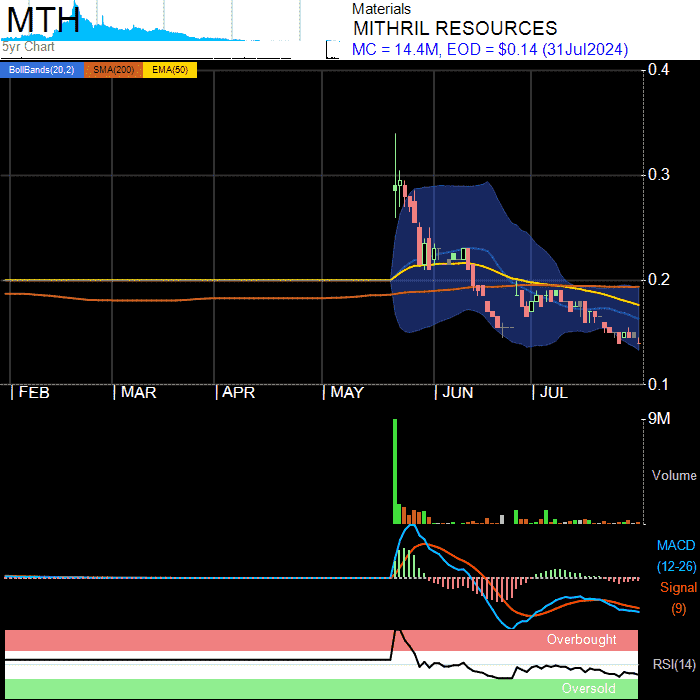 MTH
Materials
MITHRIL RESOURCES
5yr Chart
MC = 14.4M, EOD = $0.14 (31Jul2024)
BollBands(20,2) SMA(200) EMA(50)
0.4
0.3
0.2
0.1
FEB MAR APR MAY JUN JUL
9M
Volume
MACD
(12-26)
Signal
(9)
Overbought
RSI(14)
Oversold